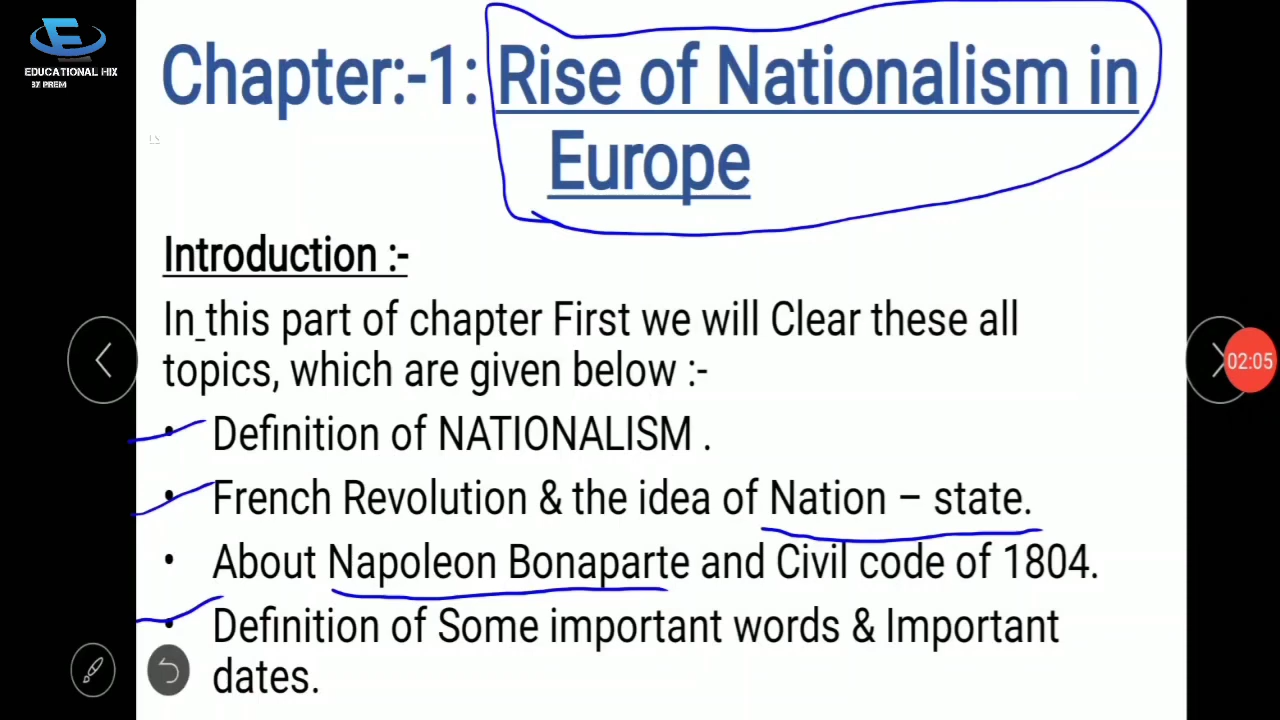 EDUCATIONAL HIX
BY PREM
Chapter:-1: Rise of Nationalism in
Europe
Introduction :-
In this part of chapter First we will Clear these all
topics, which are given below :-
• Definition of NATIONALISM .
• French Revolution & the idea of Nation – state.
• About Napoleon Bonaparte and Civil code of 1804.
• Definition of Some important words & Important
dates.
02:05